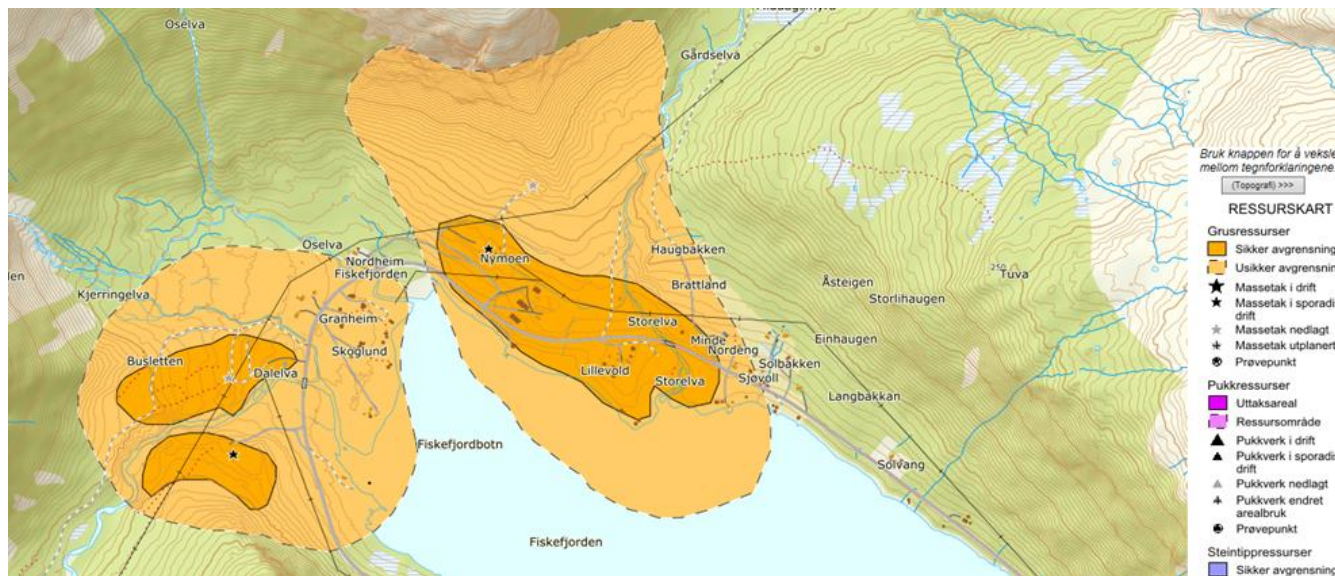 Oselva
Gårdselva
Nymoen
Haugbakken
Oselva
Nordheim
Fiskefjorden
Brattland
Åsteigen
250
Tuva
Storlihaugen
Kjerringelva
Granheim
Skoglund
Storelva
Minde
Nordeng
Einhaugen
Busletten
Dalelva
Lillevold
Storelva
Sjøvoll
Solbakken
Langbakkan
Fiskefjordbotn
Solvang
Fiskefjorden
Bruk knappen for å veksle
mellom tegnforklaringene.
(Topografi) >>>
RESSURSKART
Grusressurser
Sikker avgrensning
Usikker avgrensnin
Massetak i drift
Massetak i sporadis
drift
Massetak nedlagt
Massetak utplanert
Prøvepunkt
Pukkressurser
Uttaksareal
Ressursområde
Pukkverk i drift
Pukkverk i sporadis
drift
Pukkverk nedlagt
Pukkverk endret
arealbruk
Prøvepunkt
Steintippressurser
Sikker avgrensning